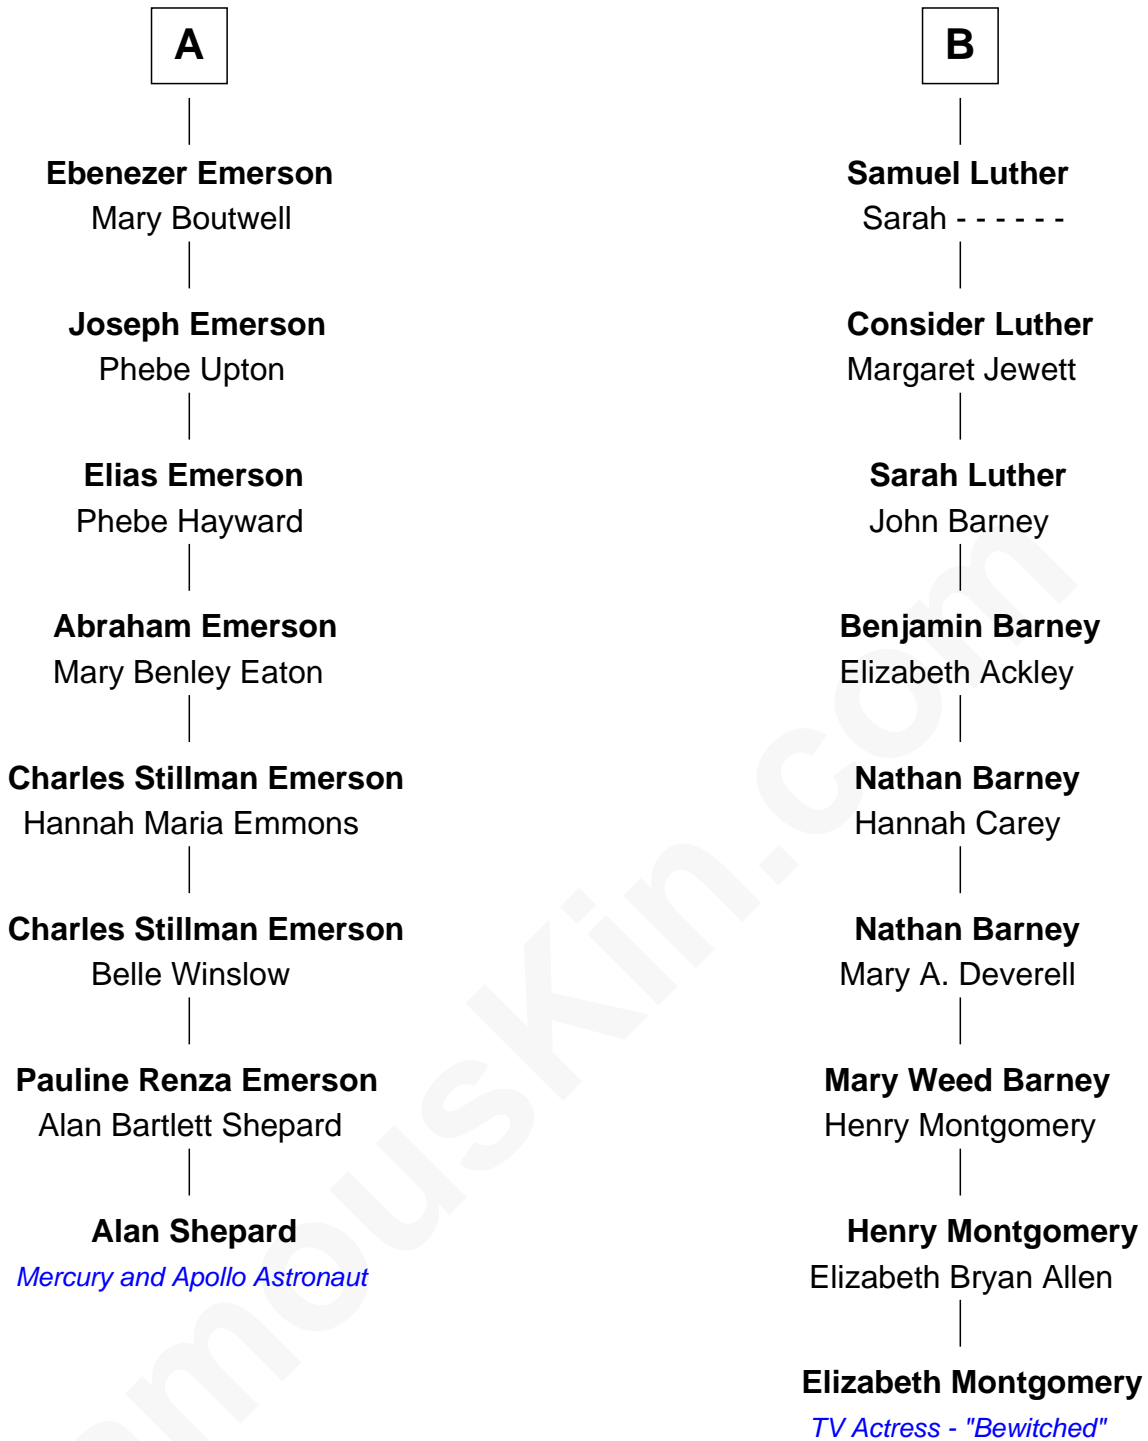 A
Ebenezer Emerson
Mary Boutwell
Joseph Emerson
Phebe Upton
Elias Emerson
Phebe Hayward
Abraham Emerson
Mary Benley Eaton
Charles Stillman Emerson
Hannah Maria Emmons
Charles Stillman Emerson
Belle Winslow
Pauline Renza Emerson
Alan Bartlett Shepard
Alan Shepard
Mercury and Apollo Astronaut
B
Samuel Luther
Sarah - - - - - -
Consider Luther
Margaret Jewett
Sarah Luther
John Barney
Benjamin Barney
Elizabeth Ackley
Nathan Barney
Hannah Carey
Nathan Barney
Mary A. Deverell
Mary Weed Barney
Henry Montgomery
Henry Montgomery
Elizabeth Bryan Allen
Elizabeth Montgomery
TV Actress - "Bewitched"
amouskin.com